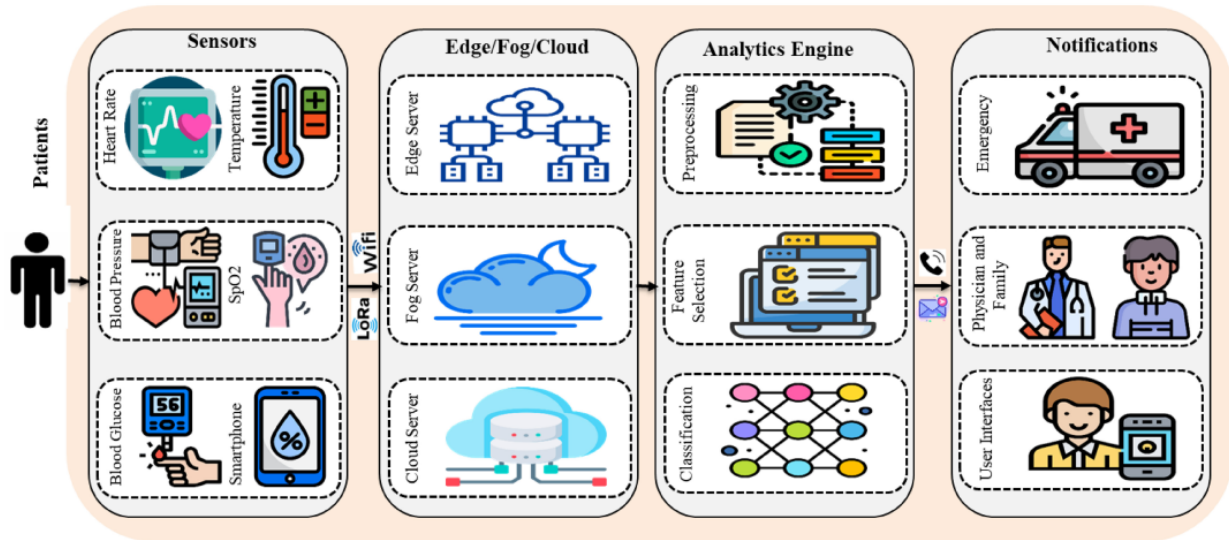 Patients
Sensors
Heart Rate
Temperature
Blood Pressure
SpO2
Blood Glucose
56
Smartphone
%
Wifi
LoRa
Edge/Fog/Cloud
Edge Server
Fog Server
Cloud Server
Analytics Engine
Preprocessing
Feature
Selection
Classification
Notifications
Emergency
Physician and
Family
User Interfaces